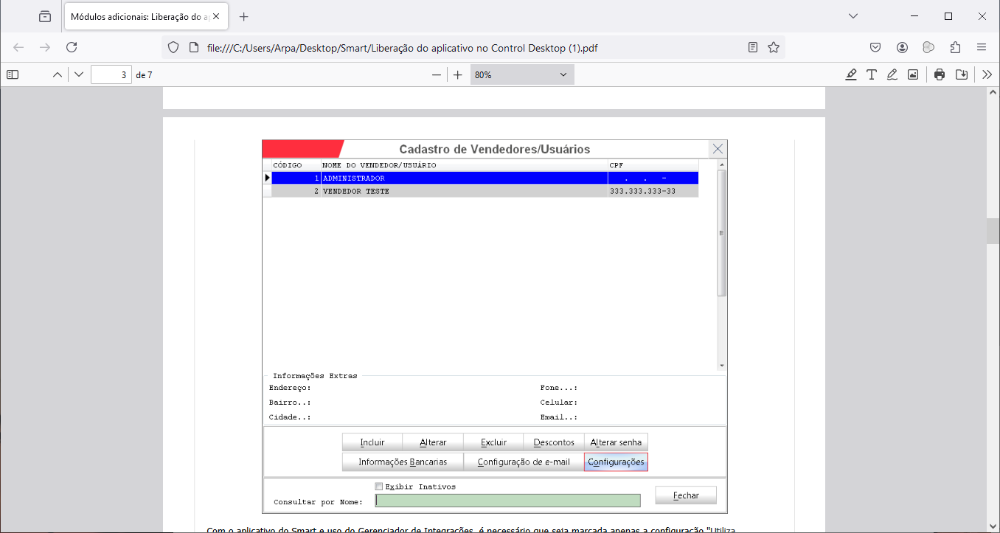 Módulos adicionais: Liberação do a
file:///C:/Users/Arpa/Desktop/Smart/Liberação do aplicativo no Control Desktop (1).pdf
3 de 7
80%
Cadastro de Vendedores/Usuários
CÓDIGO NOME DO VENDEDOR/USUÁRIO CPF
1 ADMINISTRADOR . . -
2 VENDEDOR TESTE 333.333.333-33
Informações Extras
Endereço: Fone...:
Bairro..: Celular:
Cidade..: Email..:
Incluir Alterar Excluir Descontos Alterar senha
Informações Bancarias Configuração de e-mail Configurações
Exibir Inativos
Consultar por Nome: Fechar
Com o aplicativo do Smart e uso do Gerenciador de Integrações, é necessário que seja marcada apenas a configuração "Utiliza